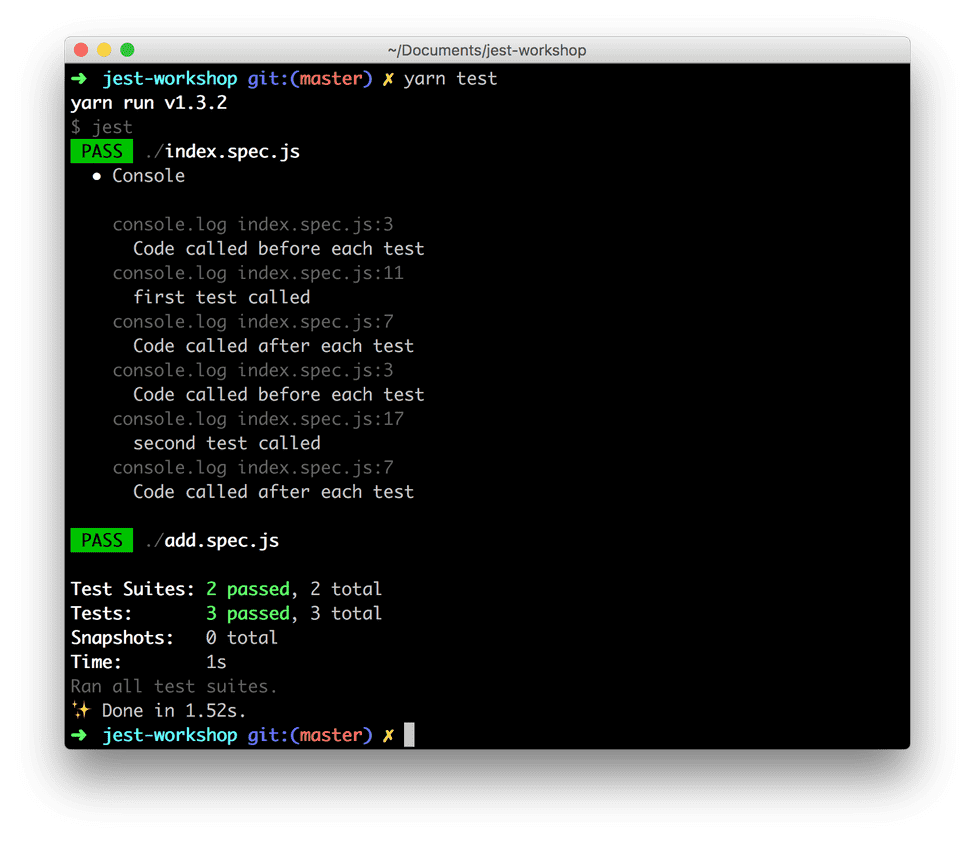 ~/Documents/jest-workshop
➜ jest-workshop git:(master) ✗ yarn test
yarn run v1.3.2
$ jest
PASS ./index.spec.js
● Console
console.log index.spec.js:3
Code called before each test
console.log index.spec.js:11
first test called
console.log index.spec.js:7
Code called after each test
console.log index.spec.js:3
Code called before each test
console.log index.spec.js:17
second test called
console.log index.spec.js:7
Code called after each test
PASS ./add.spec.js
Test Suites: 2 passed, 2 total
Tests: 3 passed, 3 total
Snapshots: 0 total
Time: 1s
Ran all test suites.
✨ Done in 1.52s.
➜ jest-workshop git:(master) ✗